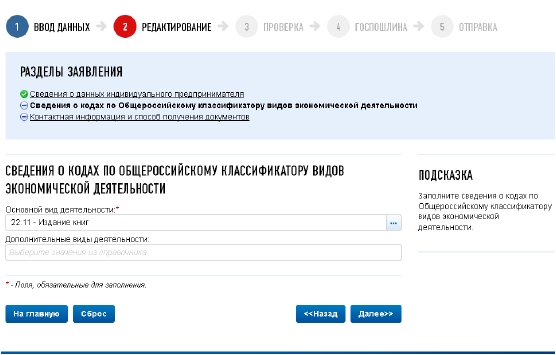 1 ВВОД ДАННЫХ 2 РЕДАКТИРОВАНИЕ 3 ПРОВЕРКА 4 ГОСПОШЛИНА 5 ОТПРАВКА
РАЗДЕЛЫ ЗАЯВЛЕНИЯ
Сведения о данных индивидуального предпринимателя
Сведения о кодах по Общероссийскому классификатору видов экономической деятельности
Контактная информация и способ получения документов
СВЕДЕНИЯ О КОДАХ ПО ОБЩЕРОССИЙСКОМУ КЛАССИФИКАТОРУ ВИДОВ
ЭКОНОМИЧЕСКОЙ ДЕЯТЕЛЬНОСТИ
Основной вид деятельности:*
22.11 - Издание книг ...
Дополнительные виды деятельности:
Выберите значения из справочника
* - Поля, обязательные для заполнения.
На главную Сброс <<Назад Далее>>
ПОДСКАЗКА
Заполните сведения о кодах по
Общероссийскому классификатору
видов экономической
деятельности.